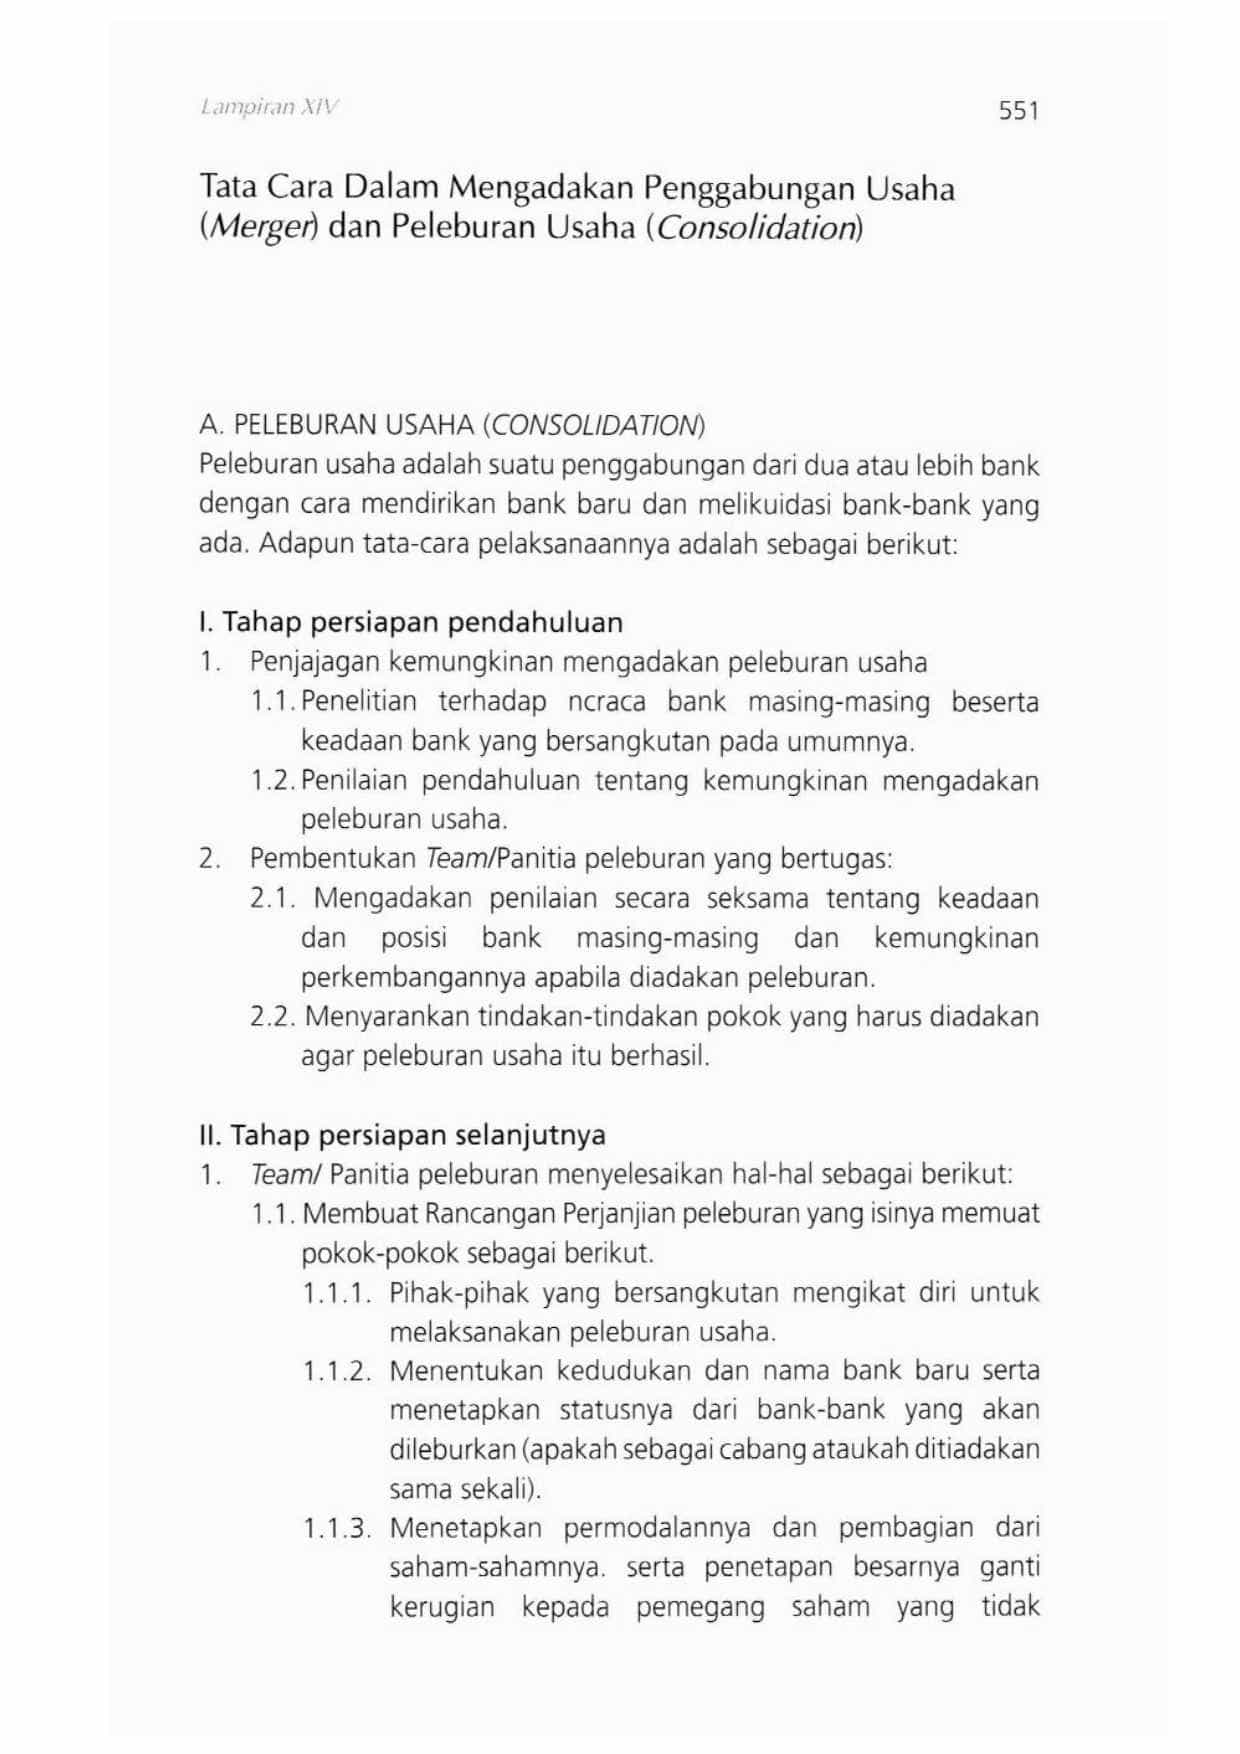 Lampiran XIV
551
Tata Cara Dalam Mengadakan Penggabungan Usaha
(Merger) dan Peleburan Usaha (Consolidation)
A. PELEBURAN USAHA (CONSOLIDATION)
Peleburan usaha adalah suatu penggabungan dari dua atau lebih bank
dengan cara mendirikan bank baru dan melikuidasi bank-bank yang
ada. Adapun tata-cara pelaksanaannya adalah sebagai berikut:
I. Tahap persiapan pendahuluan
1. Penjajagan kemungkinan mengadakan peleburan usaha
1.1. Penelitian terhadap ncraca bank masing-masing beserta
keadaan bank yang bersangkutan pada umumnya.
1.2. Penilaian pendahuluan tentang kemungkinan mengadakan
peleburan usaha.
2. Pembentukan Team/Panitia peleburan yang bertugas:
2.1. Mengadakan penilaian secara seksama tentang keadaan
dan posisi bank masing-masing dan kemungkinan
perkembangannya apabila diadakan peleburan.
2.2. Menyarankan tindakan-tindakan pokok yang harus diadakan
agar peleburan usaha itu berhasil.
II. Tahap persiapan selanjutnya
1. Team/ Panitia peleburan menyelesaikan hal-hal sebagai berikut:
1.1. Membuat Rancangan Perjanjian peleburan yang isinya memuat
pokok-pokok sebagai berikut.
1.1.1. Pihak-pihak yang bersangkutan mengikat diri untuk
melaksanakan peleburan usaha.
1.1.2. Menentukan kedudukan dan nama bank baru serta
menetapkan statusnya dari bank-bank yang akan
dileburkan (apakah sebagai cabang ataukah ditiadakan
sama sekali).
1.1.3. Menetapkan permodalannya dan pembagian dari
saham-sahamnya. serta penetapan besarnya ganti
kerugian kepada pemegang saham yang tidak